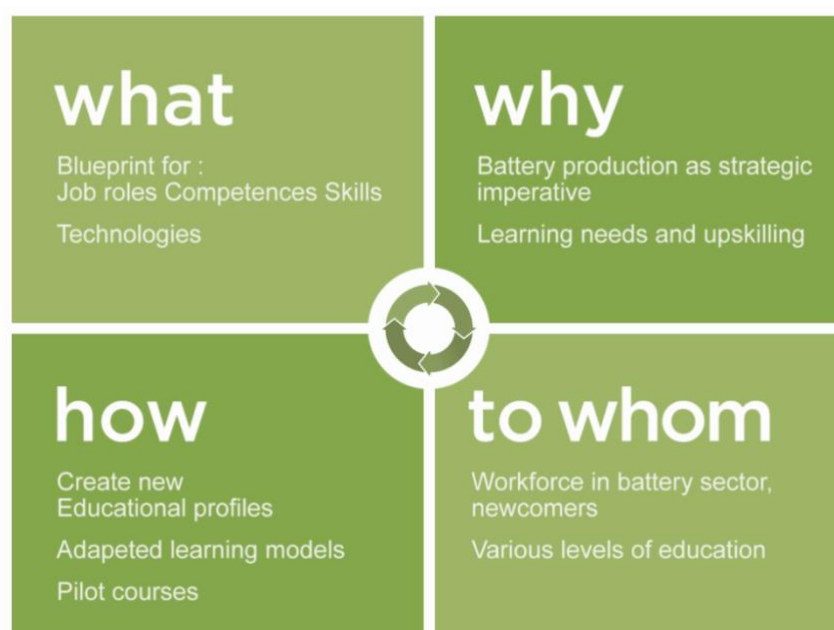 what
Blueprint for :
Job roles Competences Skills
Technologies
why
Battery production as strategic
imperative
Learning needs and upskilling
how
Create new
Educational profiles
Adapeted learning models
Pilot courses
to whom
Workforce in battery sector,
newcomers
Various levels of education